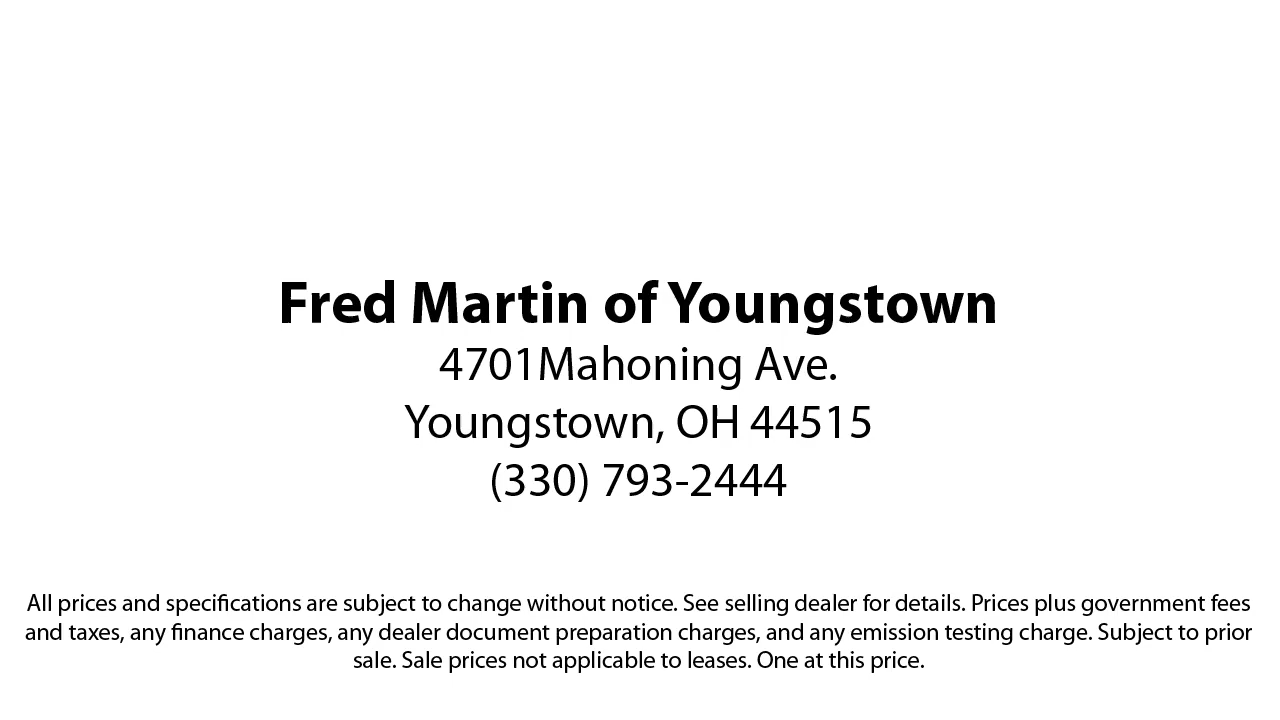 Fred Martin of Youngstown
4701Mahoning Ave.
Youngstown, OH 44515
(330) 793-2444
All prices and specifications are subject to change without notice. See selling dealer for details. Prices plus government fees
and taxes, any finance charges, any dealer document preparation charges, and any emission testing charge. Subject to prior
sale. Sale prices not applicable to leases. One at this price.